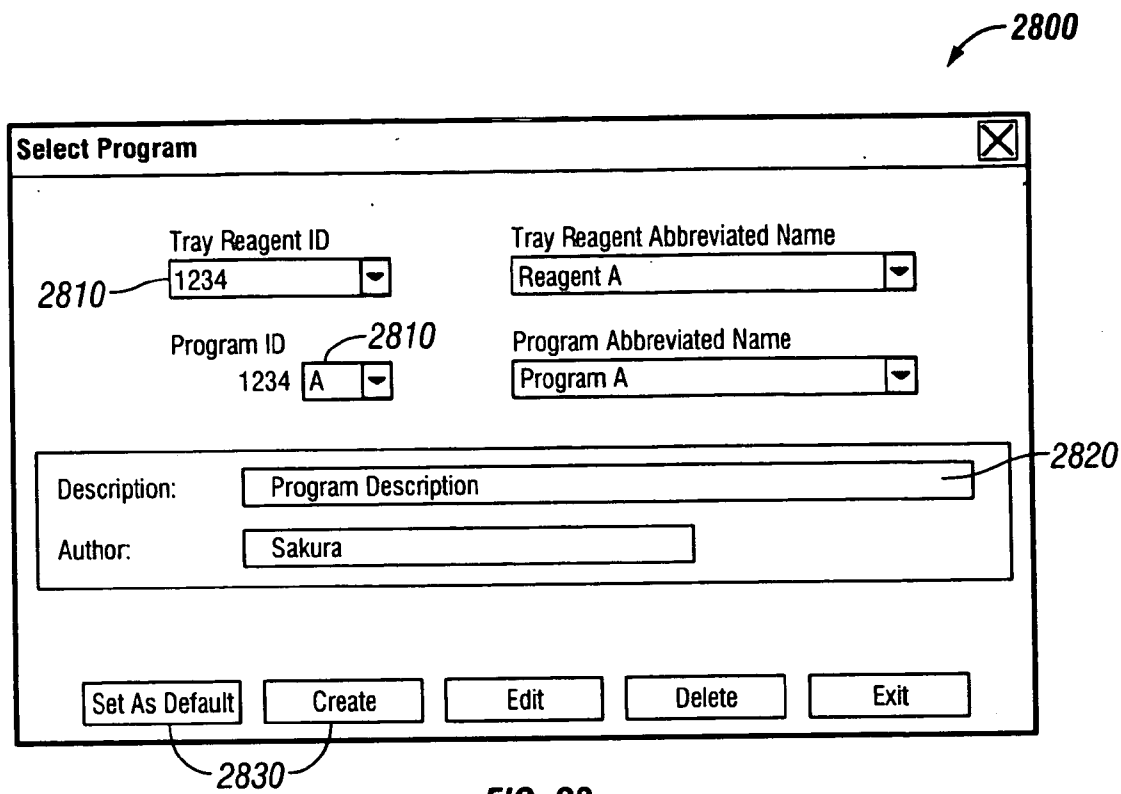 2800
Select Program
Tray Reagent ID
Tray Reagent Abbreviated Name
2810
1234
Reagent A
Program ID
2810
Program Abbreviated Name
1234 A
Program A
2820
Description: Program Description
Author: Sakura
Set As Default Create Edit Delete Exit
2830